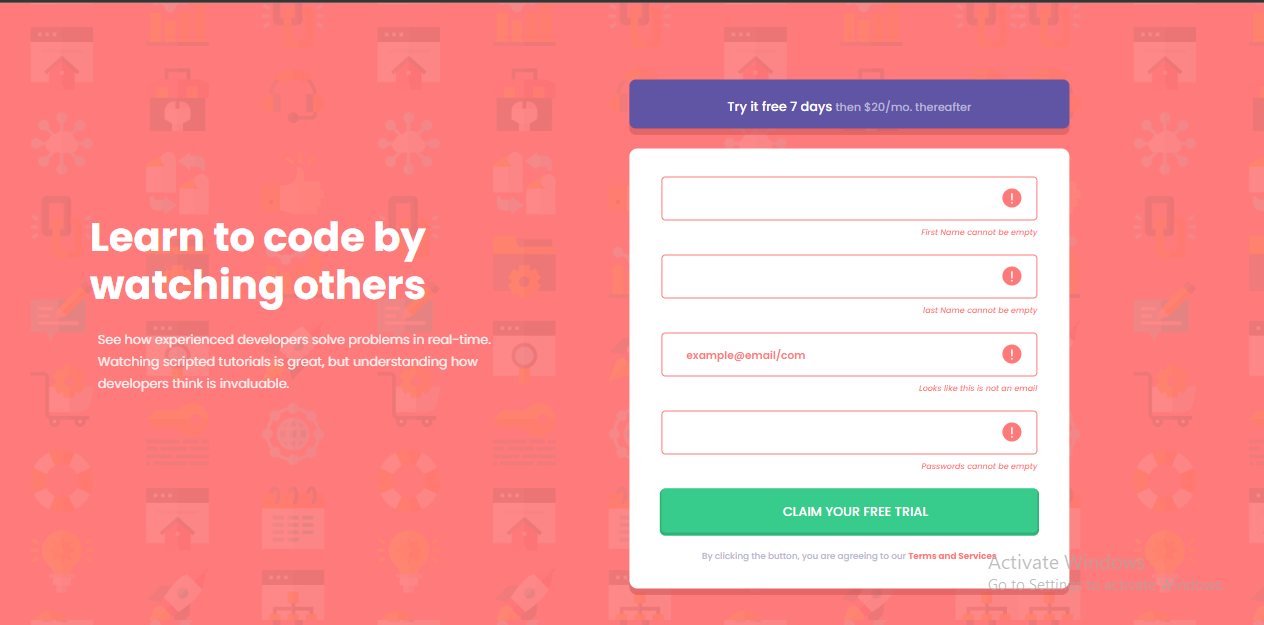 Learn to code by
watching others
See how experienced developers solve problems in real-time.
Watching scripted tutorials is great, but understanding how
developers think is invaluable.
Try it free 7 days then $20/mo. thereafter
First Name cannot be empty
last Name cannot be empty
example@email/com
Looks like this is not an email
Passwords cannot be empty
CLAIM YOUR FREE TRIAL
By clicking the button, you are agreeing to our Terms and Services
Activate Windows
Go to Settings to activate Windows.